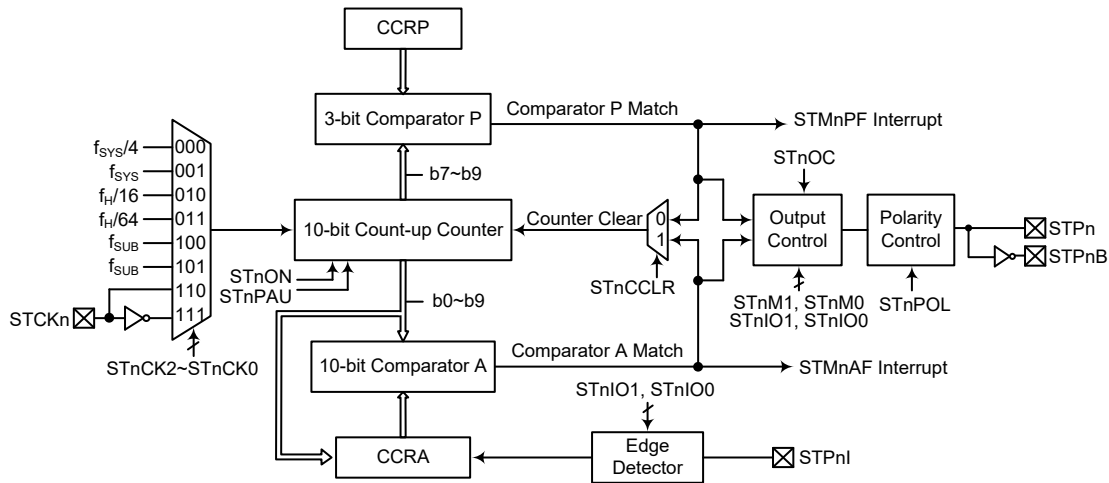 CCRP
3-bit Comparator P
Comparator P Match
STMnPF Interrupt
b7~b9
fSYS/4
000
fSYS
001
fH/16
010
fH/64
011
fSUB
100
fSUB
101
110
111
STCKn
STnCK2~STnCK0
10-bit Count-up Counter
STnON
STnPAU
Counter Clear
0
1
STnCCLR
STnOC
Output
Control
STnM1, STnM0
STnIO1, STnIO0
Polarity
Control
STnPOL
STPn
STPnB
b0~b9
10-bit Comparator A
Comparator A Match
STMnAF Interrupt
STnIO1, STnIO0
CCRA
Edge
Detector
STPnI